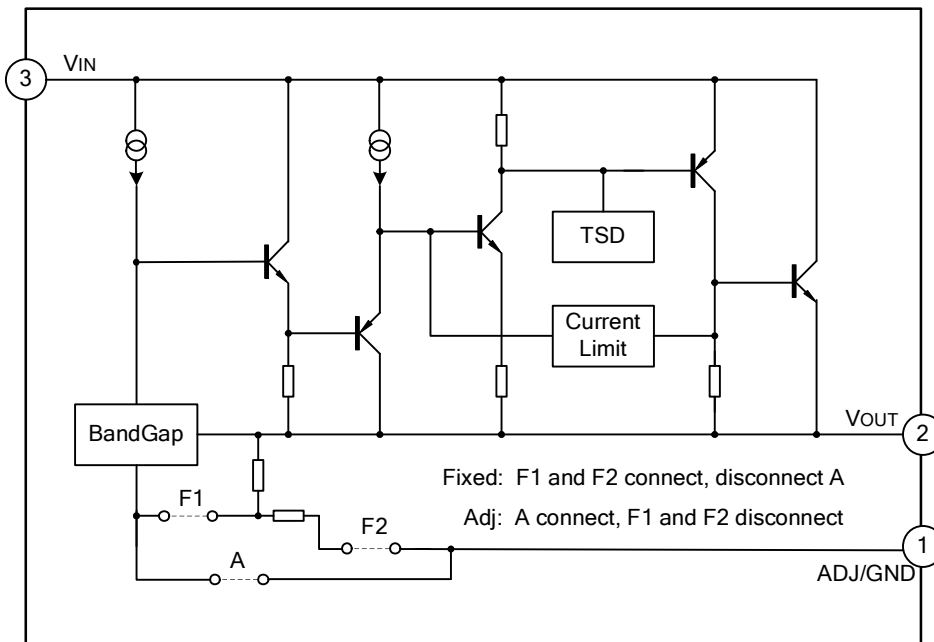 3
VIN
TSD
Current
Limit
BandGap
VOUT
2
Fixed: F1 and F2 connect, disconnect A
F1
Adj: A connect, F1 and F2 disconnect
F2
1
A
ADJ/GND